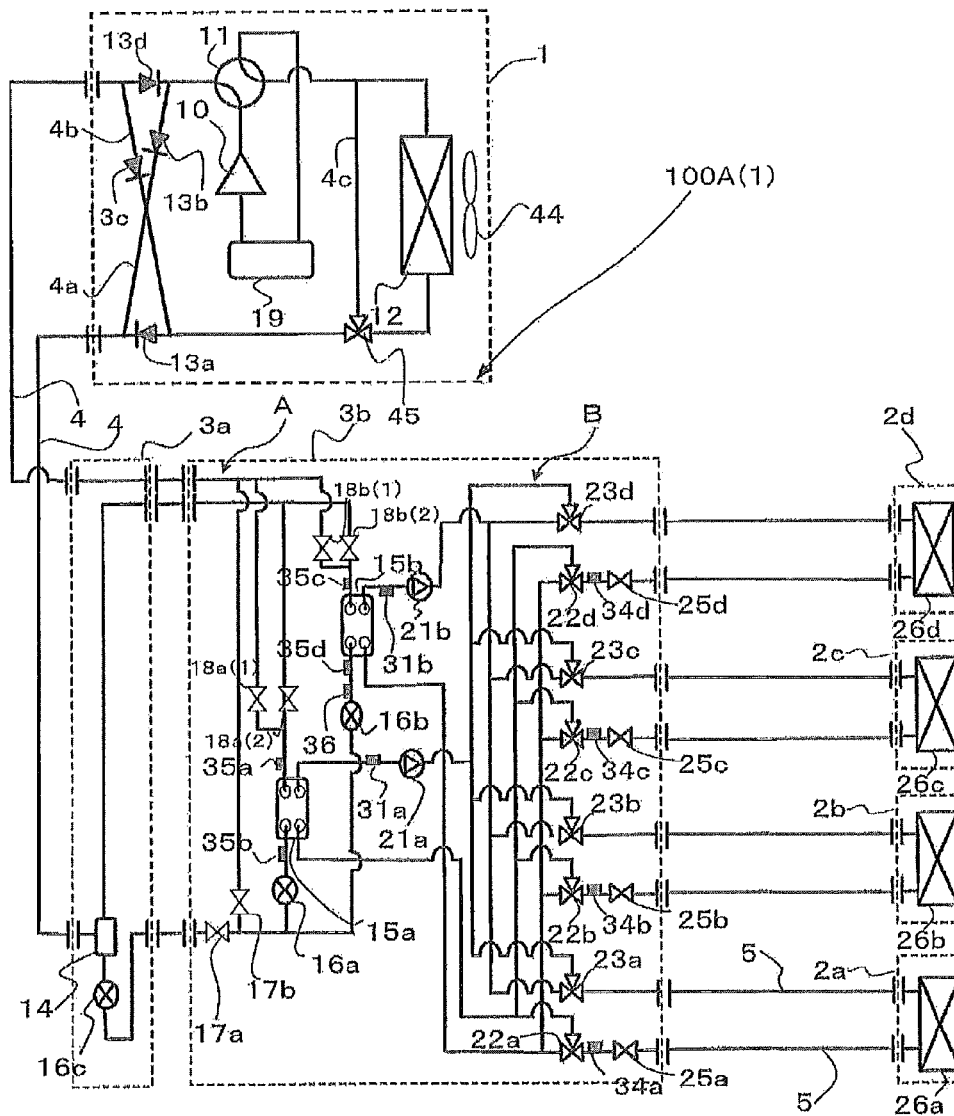 13d
11
1
4b
10
3c
13b
4c
100A(1)
44
4a
19
12
13a
45
4
4
3a
A
3b
B
2d
18b(1)
18b(2)
23d
35c
15b
21b
31b
22d
34d
25d
26d
35d
18a(1)
23c
2c
36
16b
18a(2)
35a
31a
21a
22c
34c
25c
26c
23b
2b
35b
15a
22b
34b
25b
26b
14
16a
17b
23a
5
2a
17a
22a
16c
34a
25a
5
26a